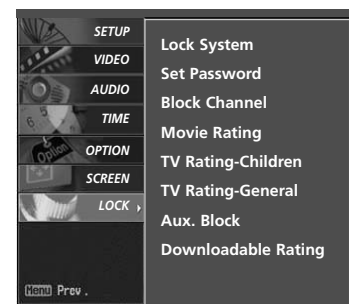 SETUP
VIDEO
AUDIO
TIME
OPTION
SCREEN
LOCK
Menu Prev.
Lock System
Set Password
Block Channel
Movie Rating
TV Rating-Children
TV Rating-General
Aux. Block
Downloadable Rating